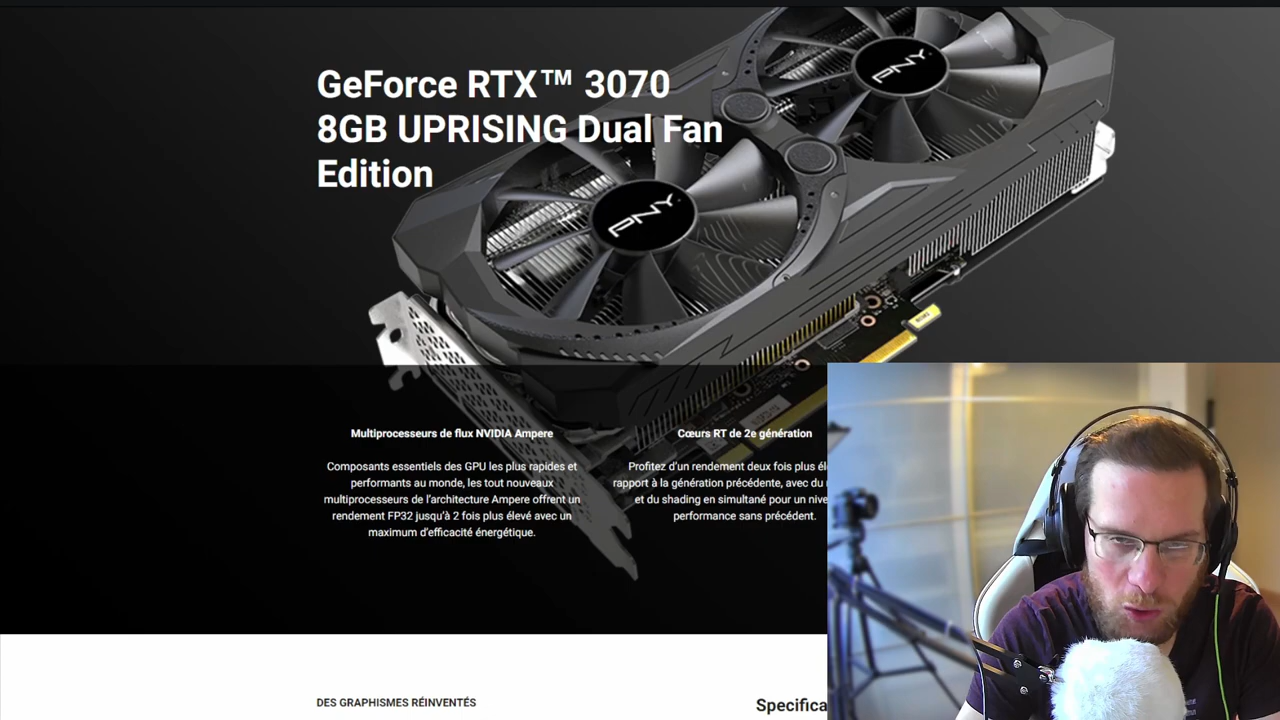 GeForce RTX™ 3070
8GB UPRISING Dual Fan
Edition
PNY
PNY
Multiprocesseurs de flux NVIDIA Ampere
Composants essentiels des GPU les plus rapides et
performants au monde, les tout nouveaux
multiprocesseurs de l'architecture Ampere offrent un
rendement FP32 jusqu'à 2 fois plus élevé avec un
maximum d'efficacité énergétique.
Cœurs RT de 2e génération
Profitez d'un rendement deux fois plus él
rapport à la génération précédente, avec du
et du shading en simultané pour un nive
performance sans précédent.
DES GRAPHISMES RÉINVENTÉS
Specifica